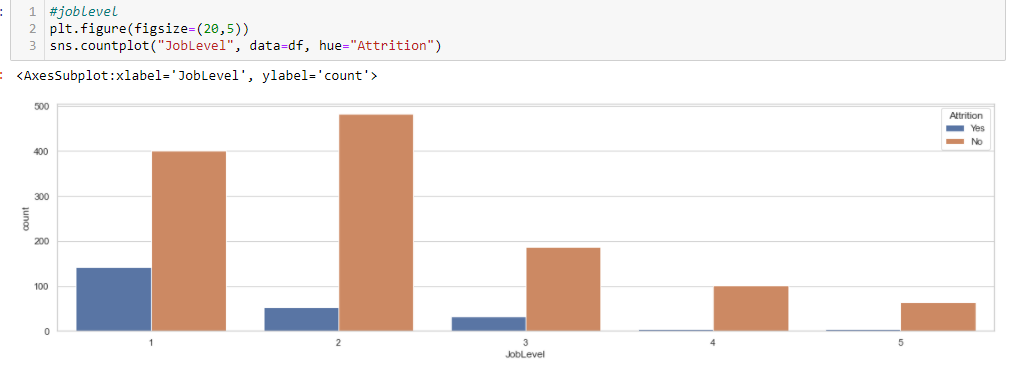 1 #joblevel
2 plt.figure(figsize=(20,5))
3 sns.countplot("JobLevel", data=df, hue="Attrition")
<AxesSubplot:xlabel='JobLevel', ylabel='count'>
500
400
300
200
100
0
count
Attrition
Yes
No
1 2 3 4 5
JobLevel